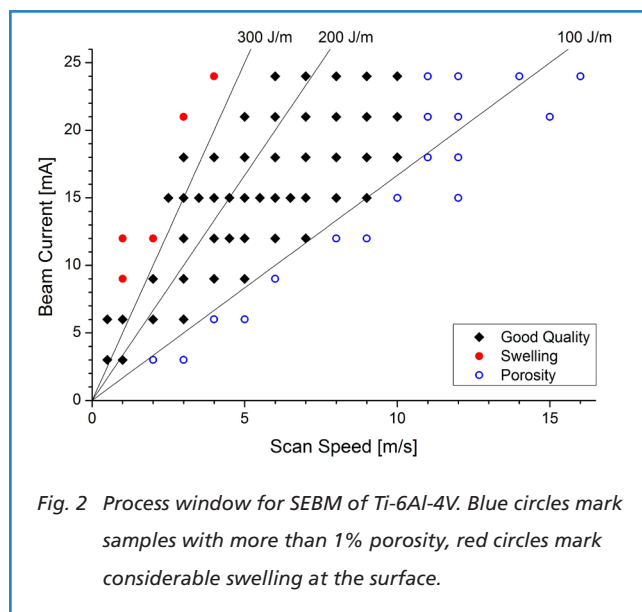 300 J/m 200 J/m 100 J/m
25
20
15
10
5
0
Beam Current [mA]
0 5 10 15
Scan Speed [m/s]
Good Quality
Swelling
Porosity
Fig. 2 Process window for SEBM of Ti-6Al-4V. Blue circles mark
samples with more than 1% porosity, red circles mark
considerable swelling at the surface.